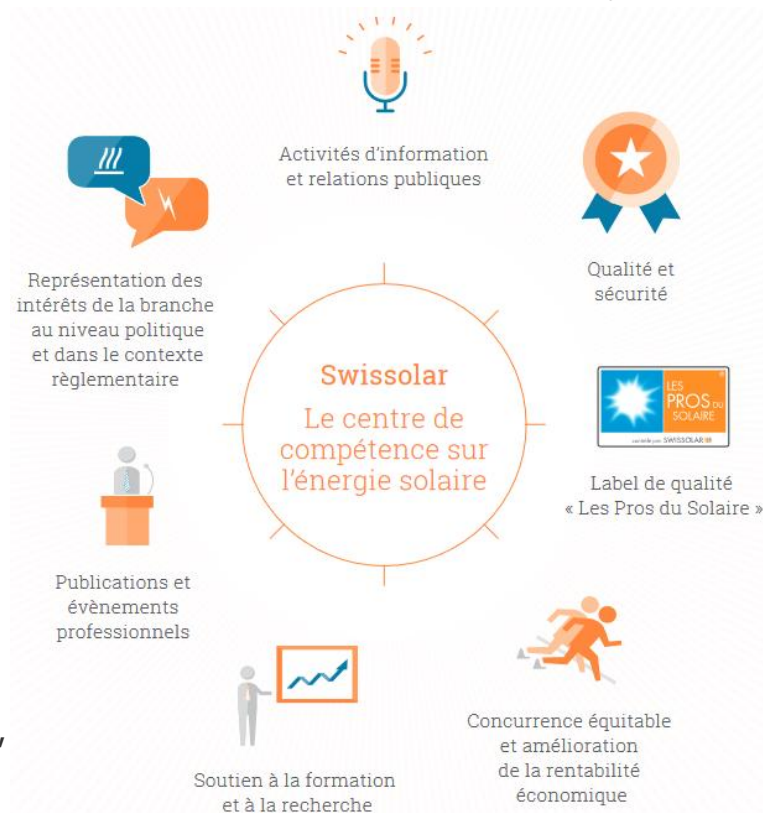 Activités d'information
et relations publiques
Qualité et
sécurité
LES
PROS DU
SOLAIRE
SWISSOLAR
Label de qualité
« Les Pros du Solaire »
Concurrence équitable
et amélioration
de la rentabilité
économique
Soutien à la formation
et à la recherche
Publications et
évènements
professionnels
Représentation des
intérêts de la branche
au niveau politique
et dans le contexte
règlementaire
Swissolar
Le centre de
compétence sur
l'énergie solaire